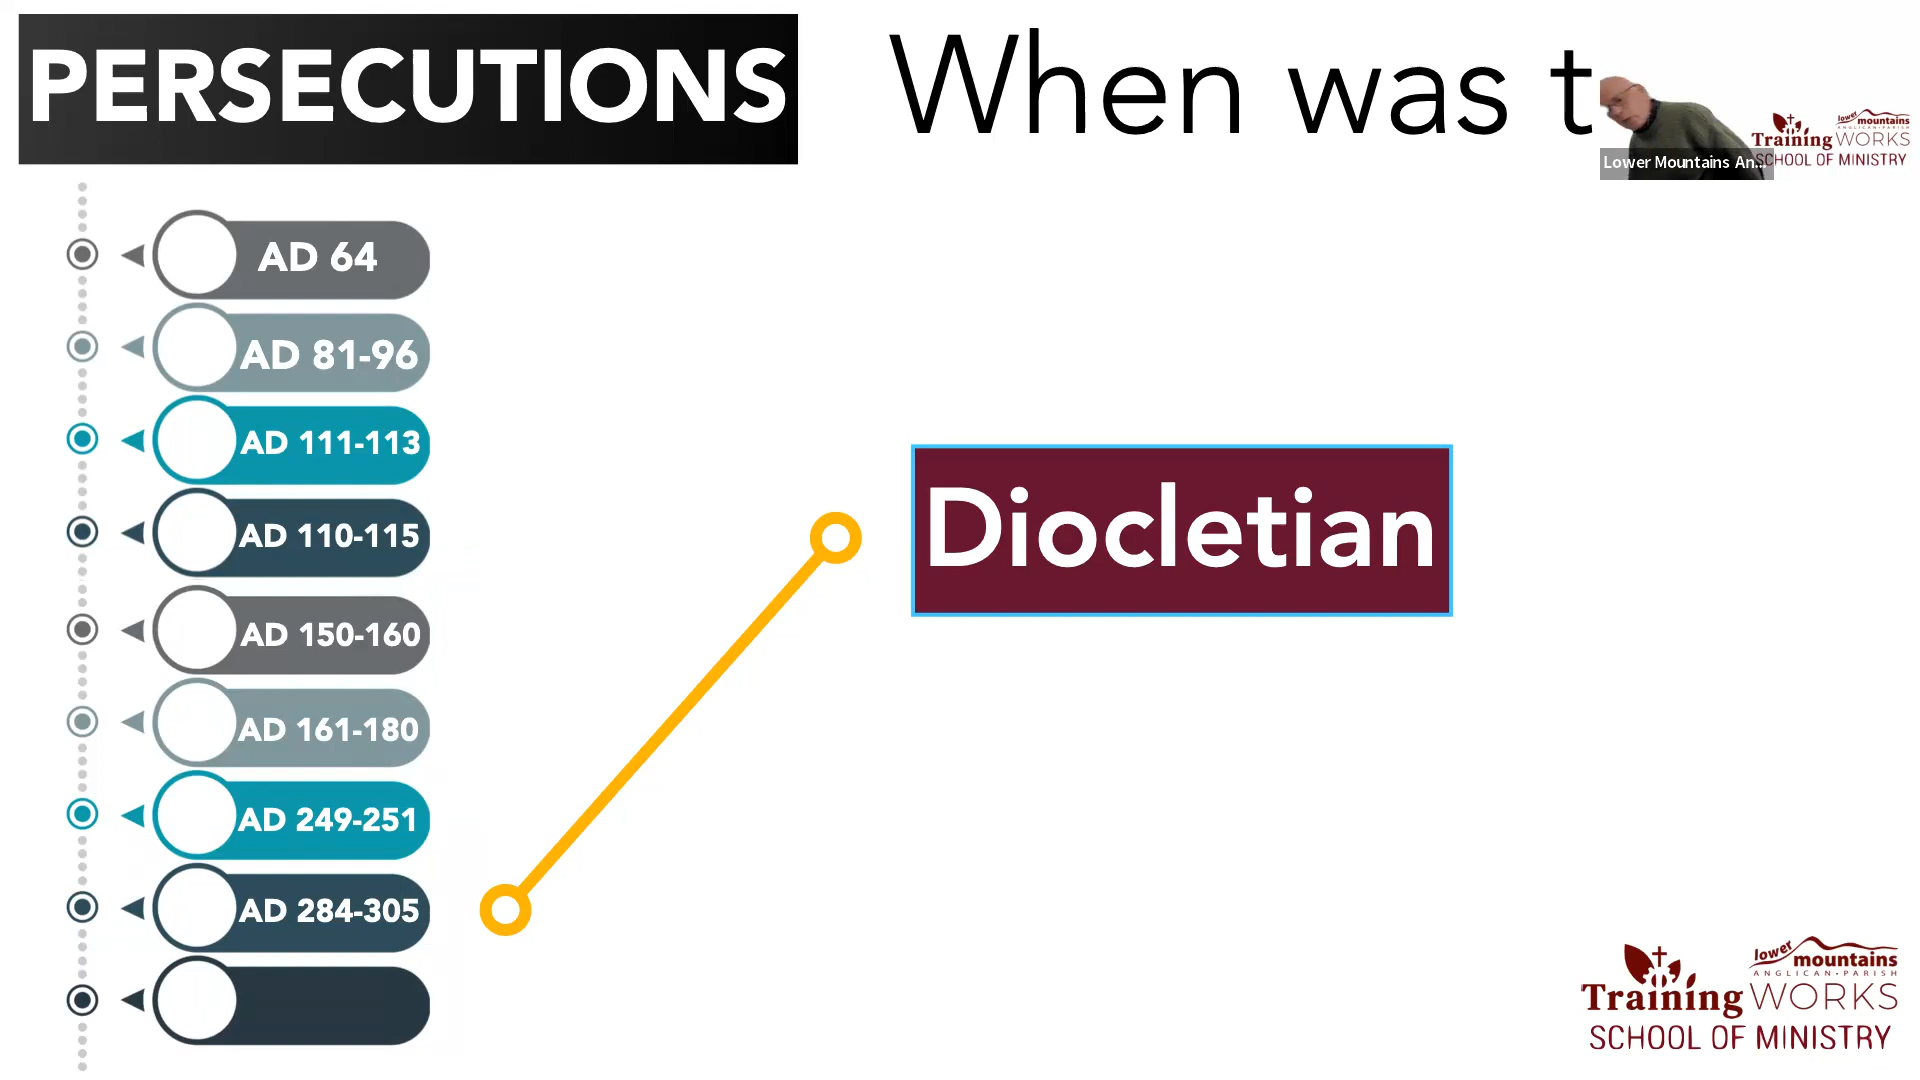 PERSECUTIONS
When was t
Lower Mountains An...
lower mountains
ANGLICAN PARISH
Training WORKS
SCHOOL OF MINISTRY
AD 64
AD 81-96
AD 111-113
AD 110-115
AD 150-160
AD 161-180
AD 249-251
AD 284-305
Diocletian
lower mountains
ANGLICAN • PARISH
Training WORKS
SCHOOL OF MINISTRY